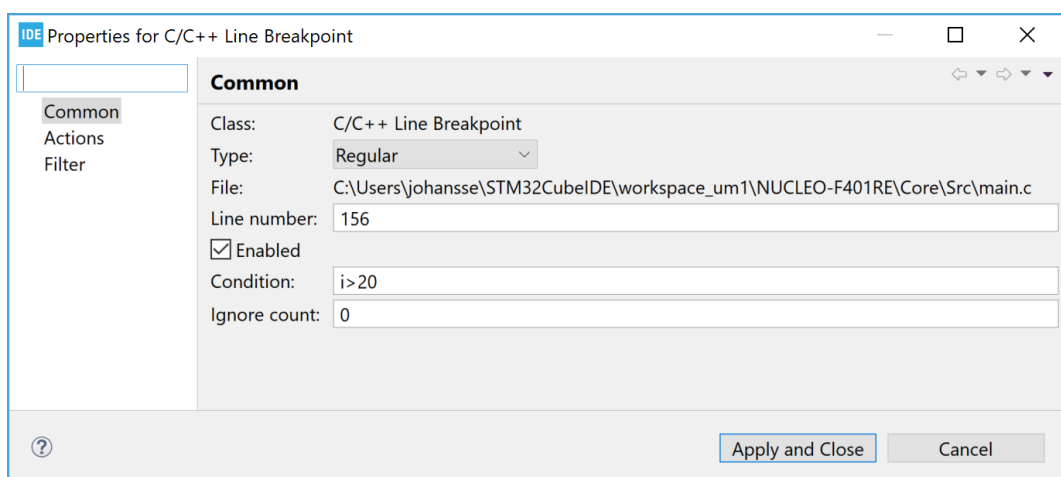 IDE Properties for C/C++ Line Breakpoint
Common
Actions
Filter
Common
Class: C/C++ Line Breakpoint
Type: Regular
File: C:\Users\johansse\STM32CubeIDE\workspace_um1\NUCLEO-F401RE\Core\Src\main.c
Line number: 156
Enabled
Condition: i>20
Ignore count: 0
? Apply and Close Cancel